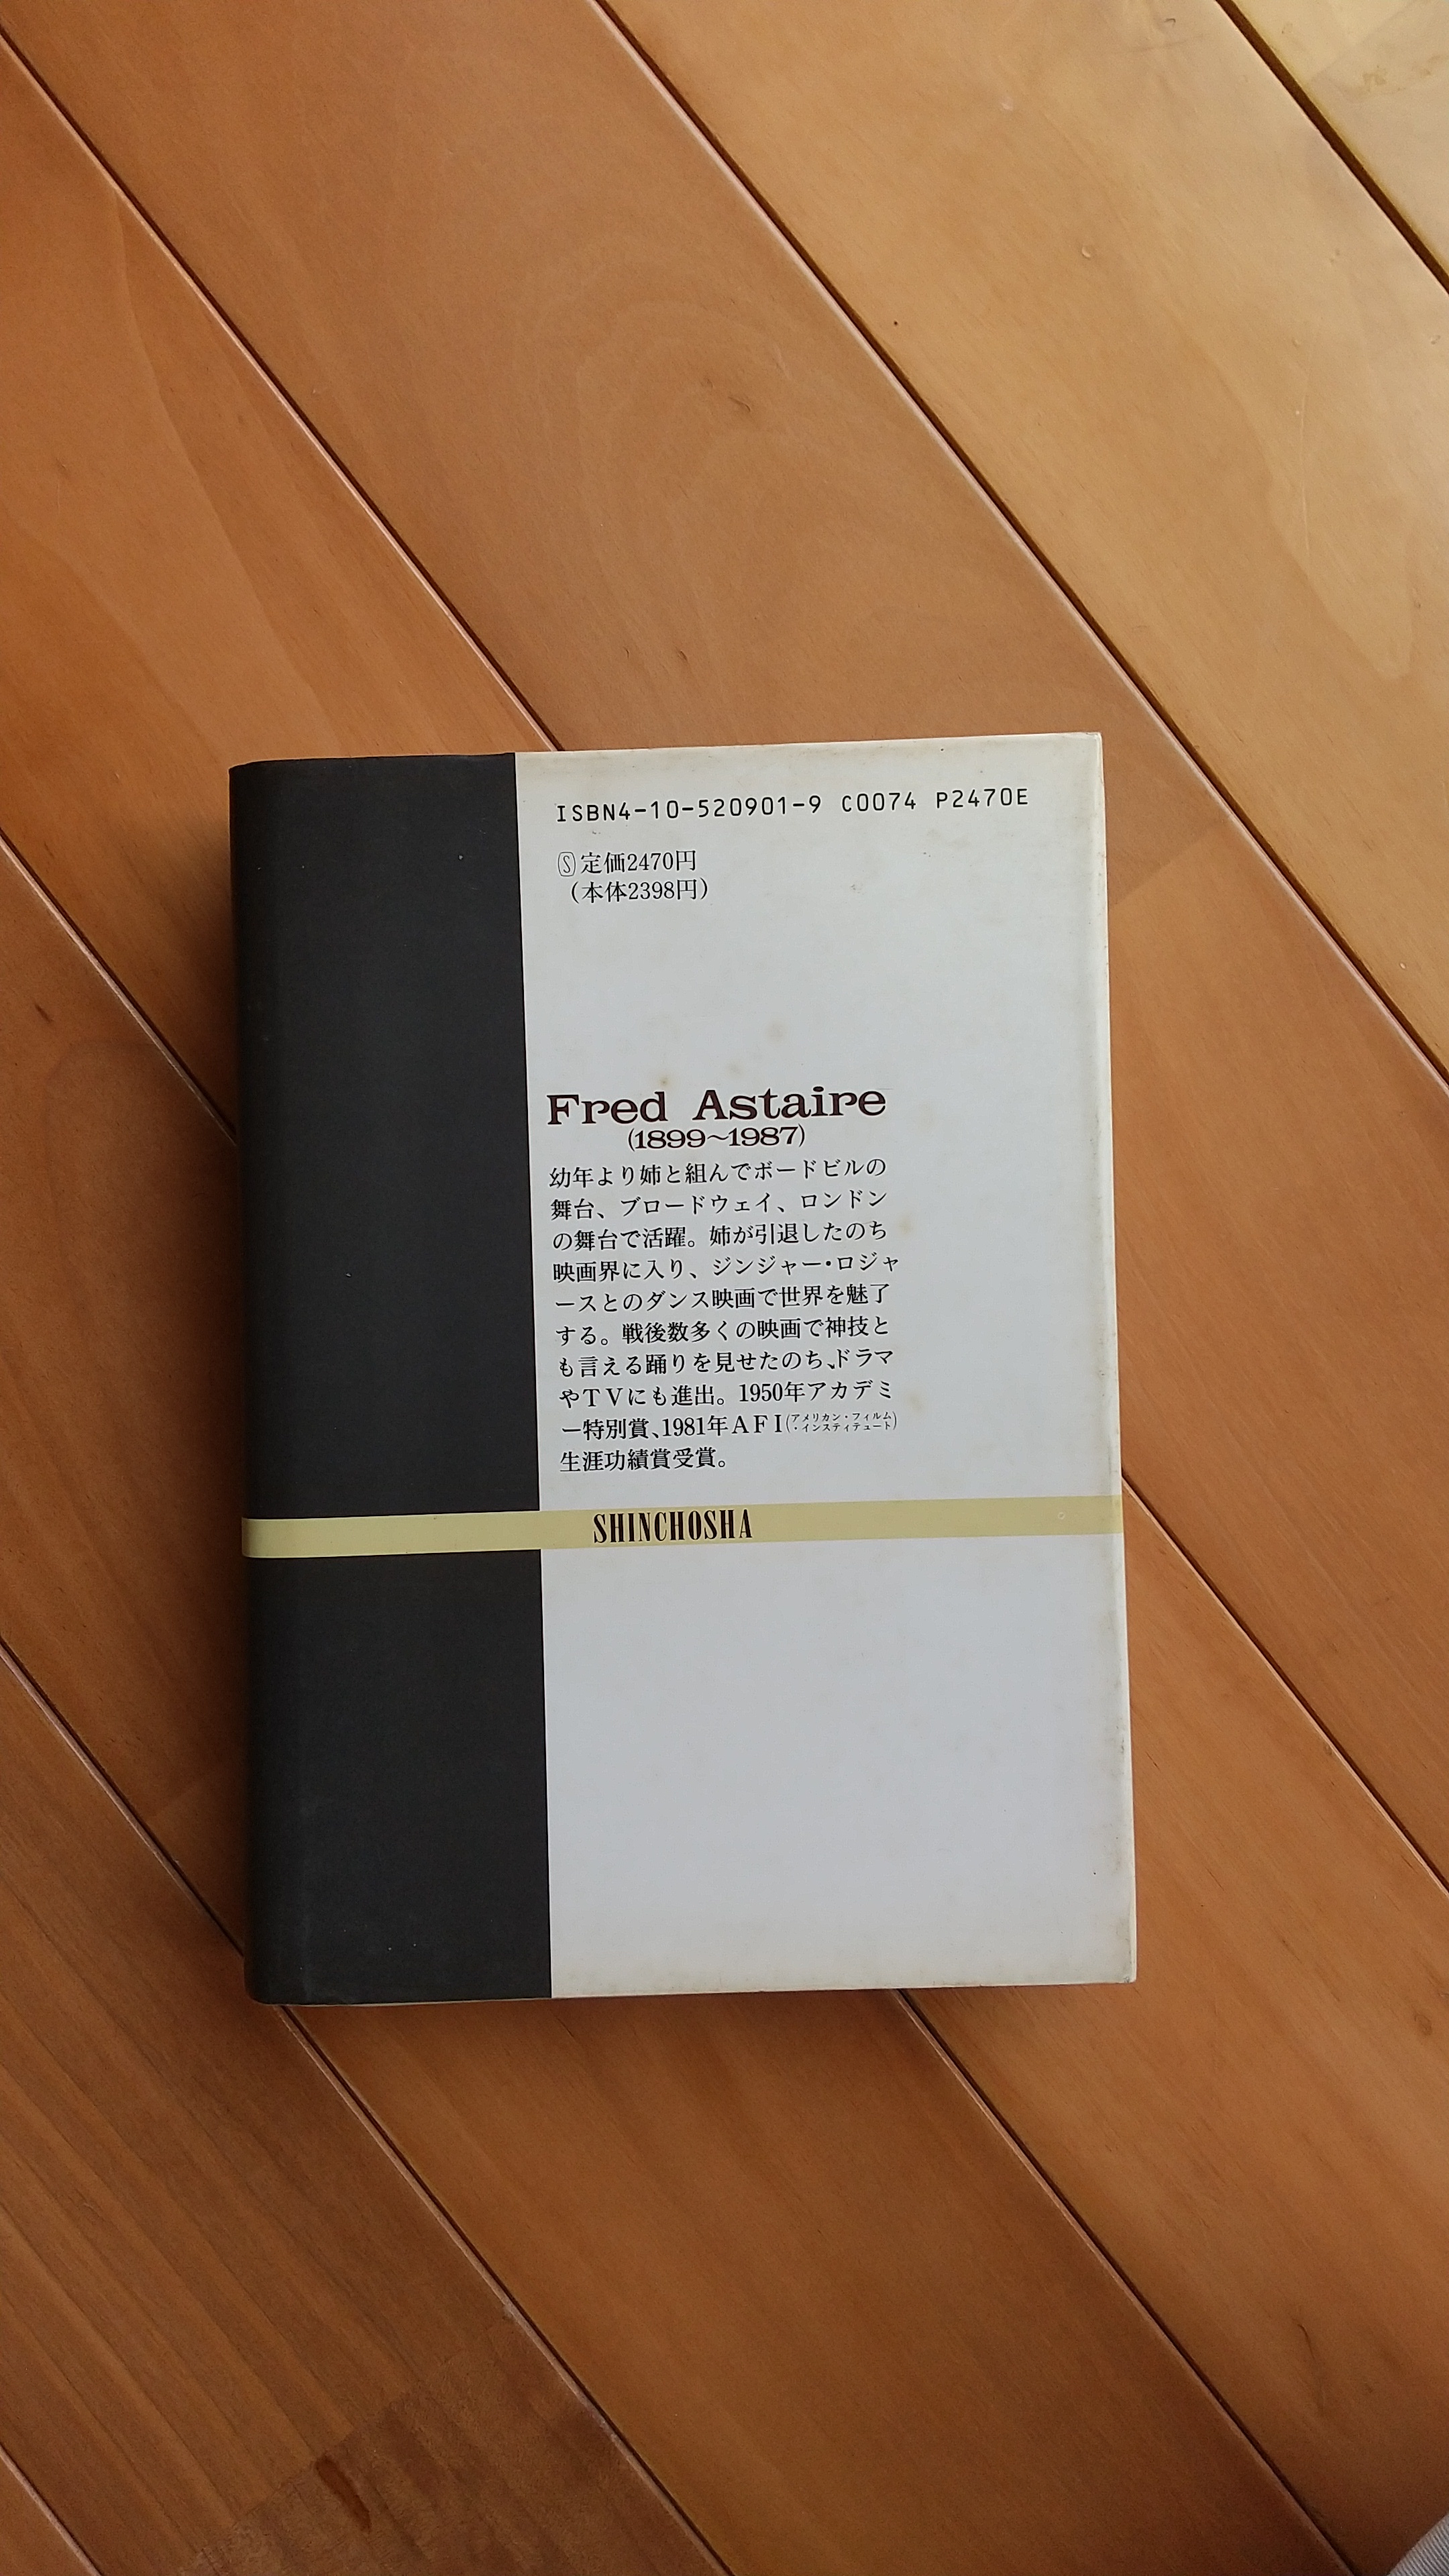 ISBN4-10-520901-9 C0074 P2470E
Ⓢ定価2470円
(本体2398円)
Fred Astaire
(1899~1987)
幼年より姉と組んでボードビルの
舞台、ブロードウェイ、ロンドン
の舞台で活躍。姉が引退したのち
映画界に入り、ジンジャー・ロジャ
ースとのダンス映画で世界を魅了
する。戦後数多くの映画で神技と
も言える踊りを見せたのち、ドラマ
やTVにも進出。1950年アカデミ
ー特別賞、1981年AFI(アメリカン・フィルム・インスティテュート)
生涯功績賞受賞。
SHINCHOSHA